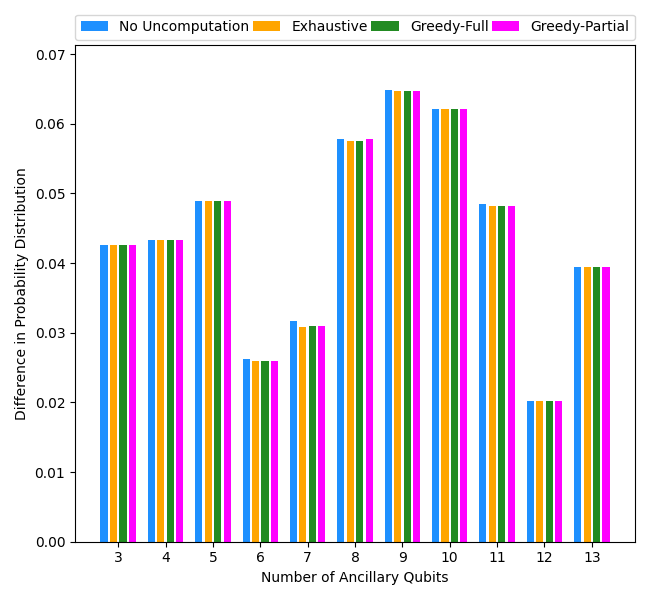 No Uncomputation Exhaustive Greedy-Full Greedy-Partial
0.07
0.06
0.05
0.04
0.03
0.02
0.01
0.00
Difference in Probability Distribution
3 4 5 6 7 8 9 10 11 12 13
Number of Ancillary Qubits